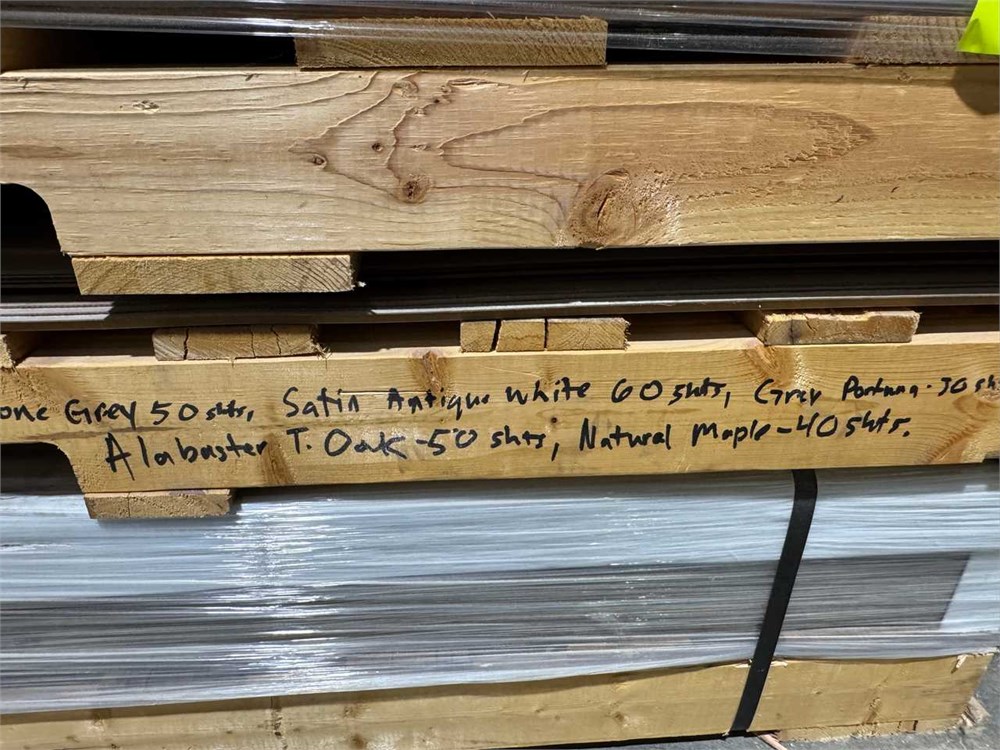 one Grey 50 shts, Satin Antique White 60 shts, Grey Portuna-30 sh
Alabaster T. Oak-50 shts, Natural Maple-40 shts.